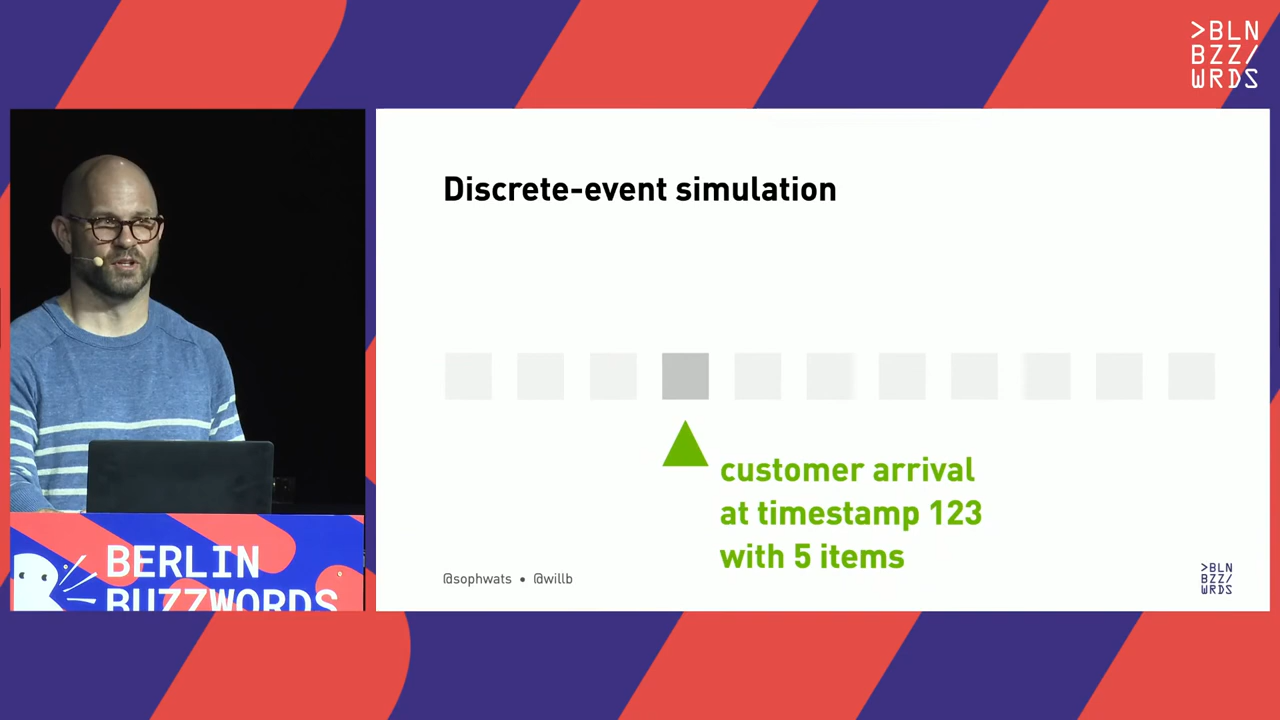 >BLN
BZZ/
WRDS
Discrete-event simulation
customer arrival
at timestamp 123
with 5 items
@sophwats • @willb
>BLN
BZZ/
WRDS
BERLIN
BUZZWORDS